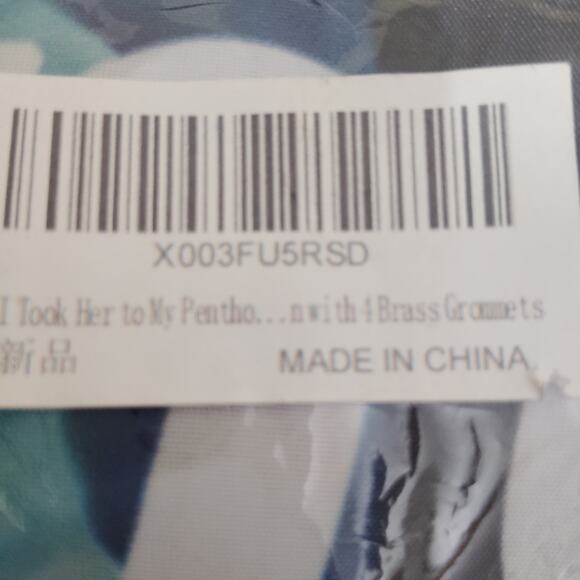 X003FU5RSD
I Took Her to My Pentho...n with 4 Brass Grommets
新品
MADE IN CHINA